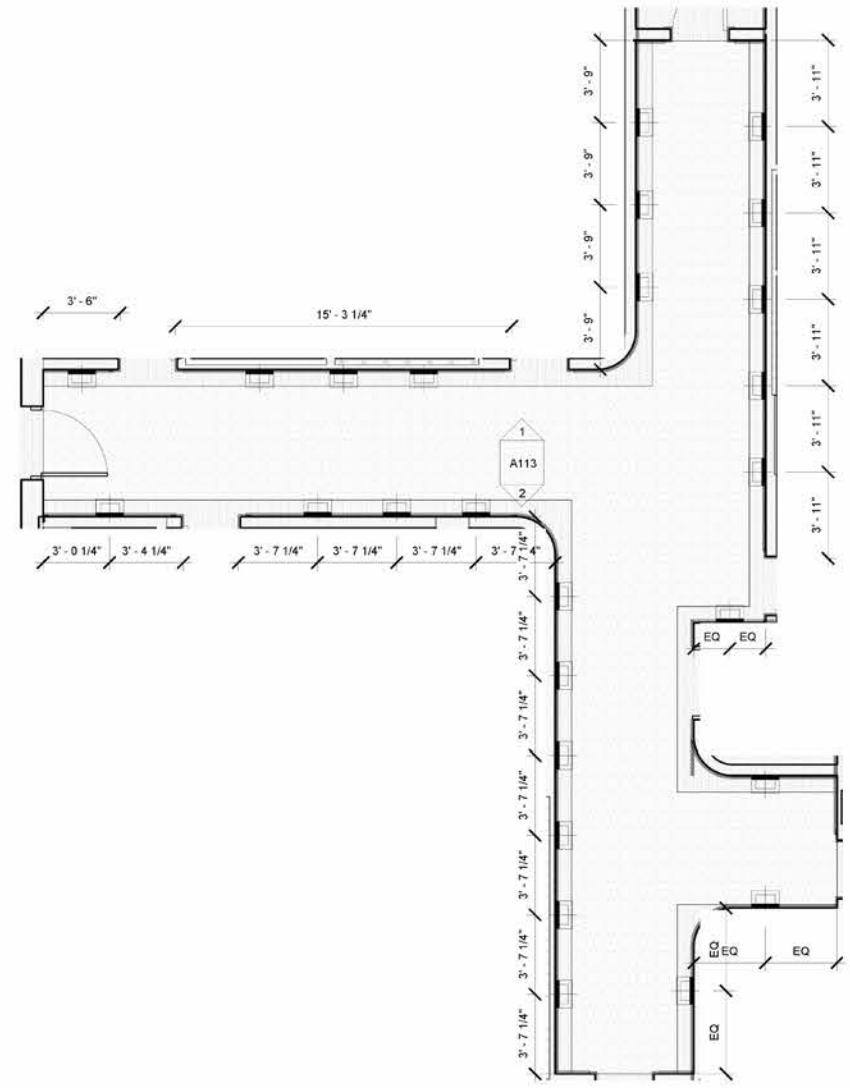 3' - 9"
3' - 11"
3' - 9"
3' - 11"
3' - 9"
3' - 11"
3' - 6"
15' - 3 1/4"
3' - 9"
3' - 11"
3' - 11"
1
A113
2
3' - 11"
3' - 0 1/4"
3' - 4 1/4"
3' - 7 1/4"
3' - 7 1/4"
3' - 7 1/4"
3' - 7 1/4"
3' - 7 1/4"
3' - 7 1/4"
EQ
EQ
3' - 7 1/4"
3' - 7 1/4"
3' - 7 1/4"
3' - 7 1/4"
EQ
EQ
EQ
3' - 7 1/4"
EQ